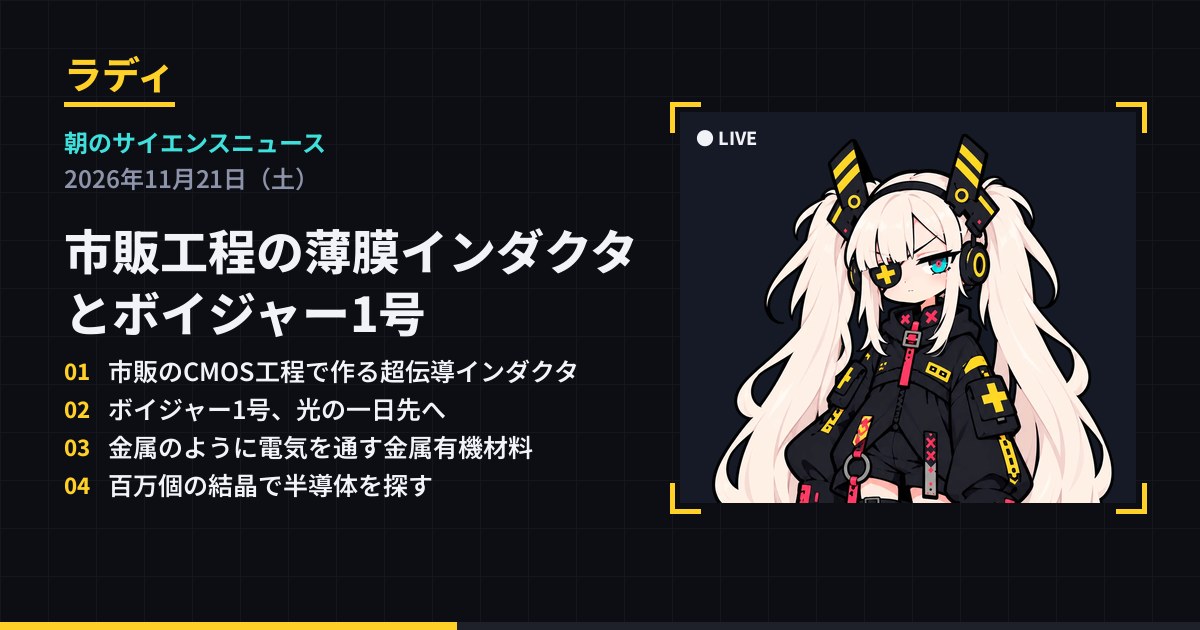 ラディ
朝のサイエンスニュース
2026年11月21日（土）
市販工程の薄膜インダクタ
とボイジャー1号
01 市販のCMOS工程で作る超伝導インダクタ
02 ボイジャー1号、光の一日先へ
03 金属のように電気を通す金属有機材料
04 百万個の結晶で半導体を探す
LIVE